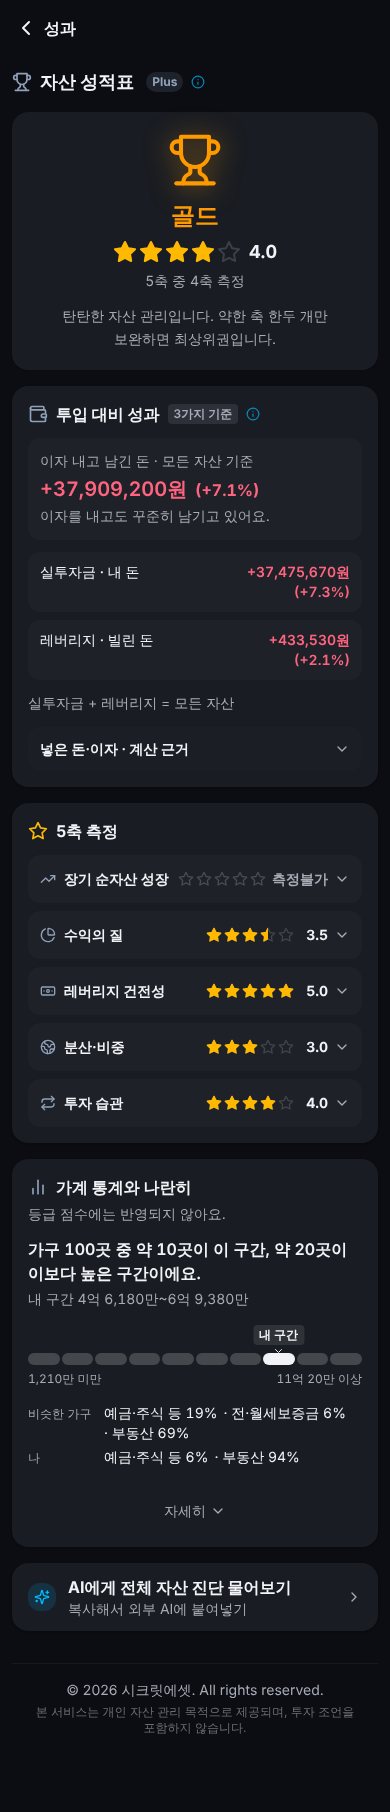 성과
자산 성적표 Plus
골드
4.0
5축 중 4축 측정
탄탄한 자산 관리입니다. 약한 축 한두 개만
보완하면 최상위권입니다.
투입 대비 성과 3가지 기준
이자 내고 남긴 돈 · 모든 자산 기준
+37,909,200원 (+7.1%)
이자를 내고도 꾸준히 남기고 있어요.
실투자금 · 내 돈 +37,475,670원
(+7.3%)
레버리지 · 빌린 돈 +433,530원
(+2.1%)
실투자금 + 레버리지 = 모든 자산
넣은 돈·이자 · 계산 근거
5축 측정
장기 순자산 성장 측정불가
수익의 질 3.5
레버리지 건전성 5.0
분산·비중 3.0
투자 습관 4.0
가계 통계와 나란히
등급 점수에는 반영되지 않아요.
가구 100곳 중 약 10곳이 이 구간, 약 20곳이
이보다 높은 구간이에요.
내 구간 4억 6,180만~6억 9,380만
내 구간
1,210만 미만 11억 20만 이상
비슷한 가구 예금·주식 등 19% · 전·월세보증금 6%
· 부동산 69%
나 예금·주식 등 6% · 부동산 94%
자세히
AI에게 전체 자산 진단 물어보기
복사해서 외부 AI에 붙여넣기
© 2026 시크릿에셋. All rights reserved.
본 서비스는 개인 자산 관리 목적으로 제공되며, 투자 조언을
포함하지 않습니다.